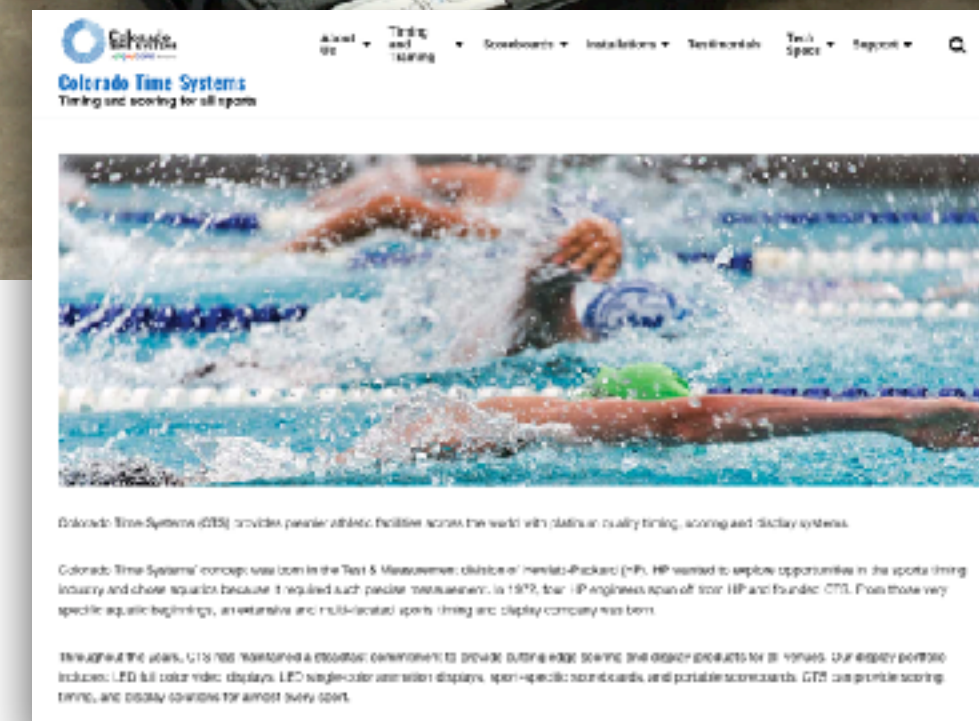 Colorado
TIME SYSTEMS
About
Us
Timing
and
Training
Scoreboards
Installations
Testimonials
Tech
Space
Support
Colorado Time Systems
Timing and scoring for all sports
Colorado Time Systems (CTS) provides premier athletic facilities across the world with platinum quality timing, scoring and display systems.
Colorado Time Systems' concept was born in the Test & Measurement division of Hewlett-Packard (HP). HP wanted to explore opportunities in the sports timing
industry and chose aquatics because it required such precise measurement. In 1972, four HP engineers spun off from HP and founded CTS. From those very
specific aquatic beginnings, an extensive and multi-faceted sports timing and display company was born.
Throughout the years, CTS has maintained a steadfast commitment to provide cutting edge scoring and display products for all venues. Our display portfolio
includes: LED full color video displays, LED single-color animation displays, sport-specific scoreboards, and portable scoreboards. CTS can provide scoring,
timing, and display solutions for almost every sport.